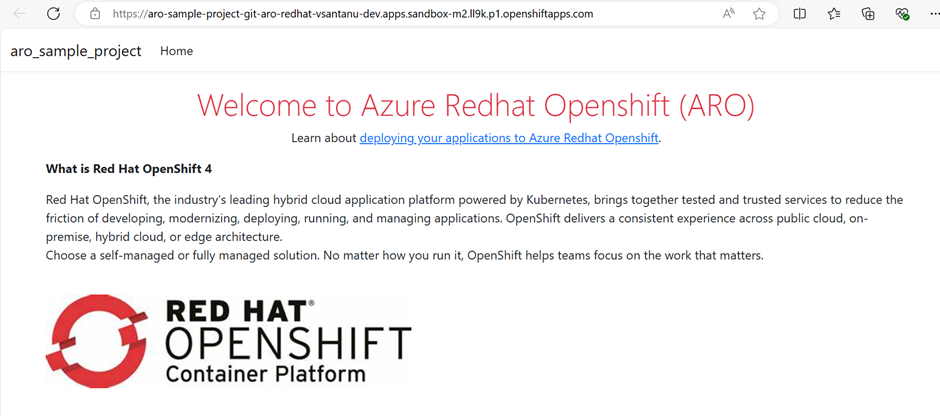 https://aro-sample-project-git-aro-redhat-vsantanu-dev.apps.sandbox-m2.ll9k.p1.openshiftapps.com
aro_sample_project Home
Welcome to Azure Redhat Openshift (ARO)
Learn about deploying your applications to Azure Redhat Openshift.
What is Red Hat OpenShift 4
Red Hat OpenShift, the industry's leading hybrid cloud application platform powered by Kubernetes, brings together tested and trusted services to reduce the
friction of developing, modernizing, deploying, running, and managing applications. OpenShift delivers a consistent experience across public cloud, on-
premise, hybrid cloud, or edge architecture.
Choose a self-managed or fully managed solution. No matter how you run it, OpenShift helps teams focus on the work that matters.
RED HAT®
OPENSHIFT
Container Platform